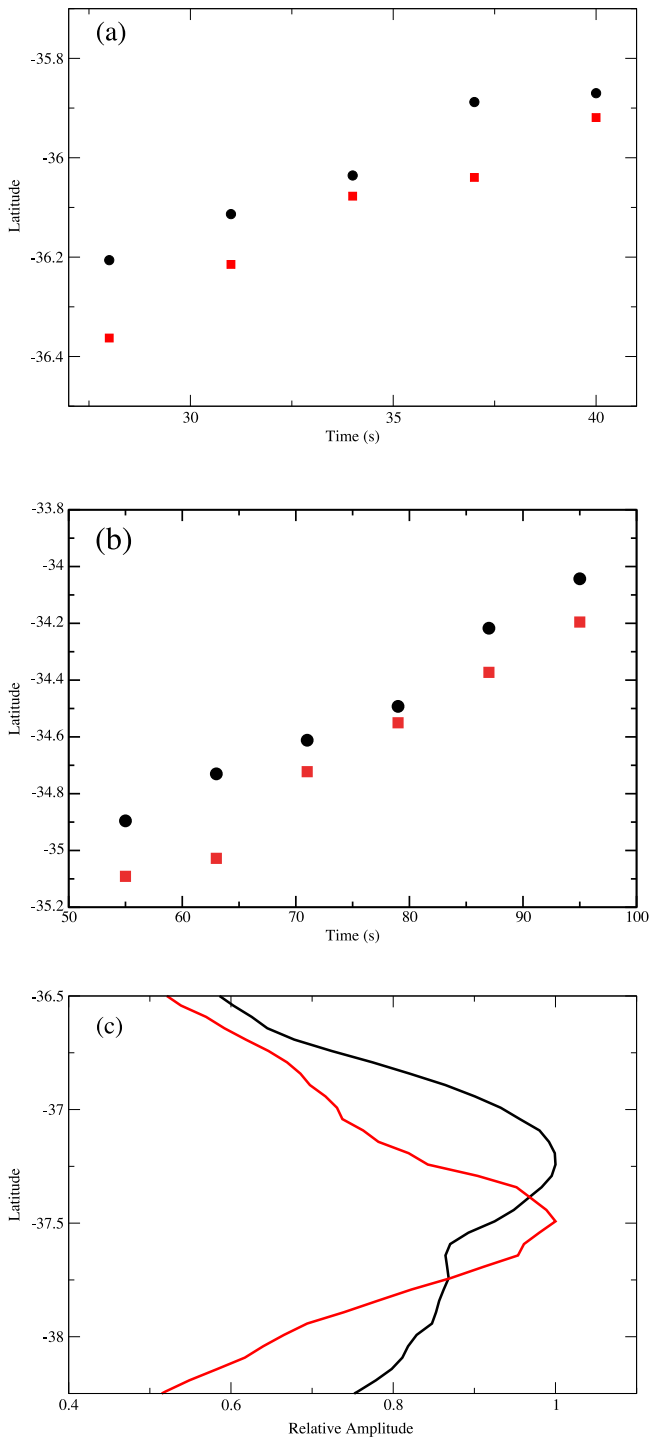 (a)
-35.8
-36
-36.2
-36.4
Latitude
30 35 40
Time (s)
(b)
-33.8
-34
-34.2
-34.4
-34.6
-34.8
-35
-35.2
Latitude
50 60 70 80 90 100
Time (s)
(c)
-36.5
-37
-37.5
-38
Latitude
0.4 0.6 0.8 1
Relative Amplitude